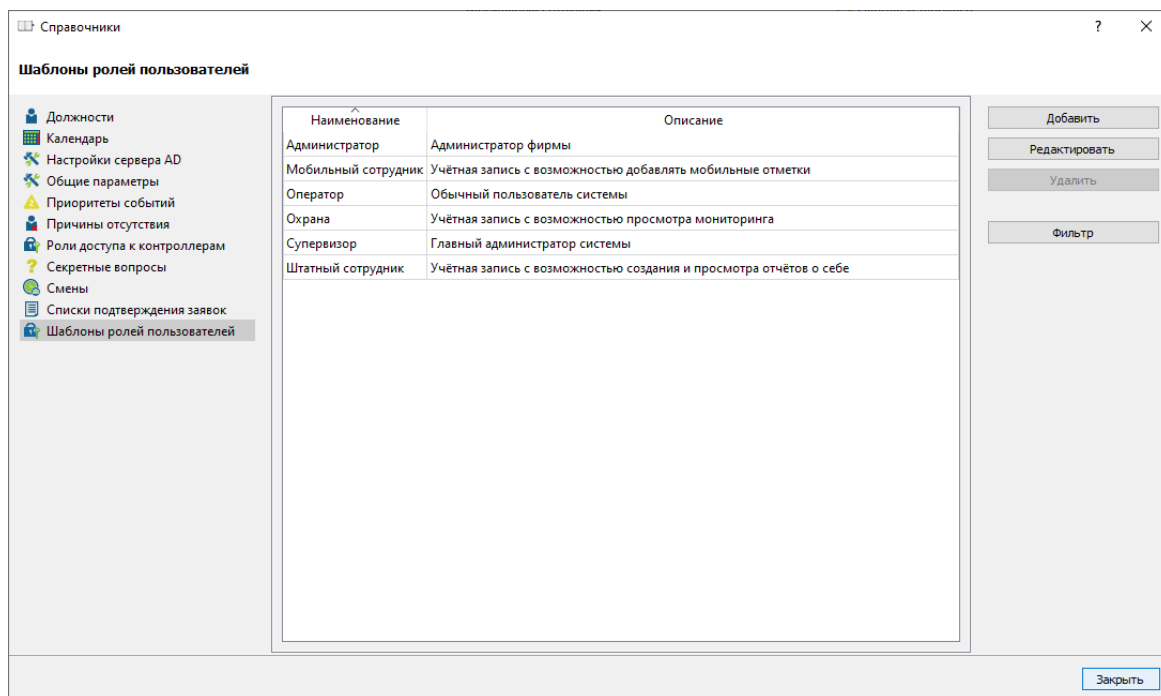 Справочники
?
Шаблоны ролей пользователей
Должности
Календарь
Настройки сервера AD
Общие параметры
Приоритеты событий
Причины отсутствия
Роли доступа к контроллерам
Секретные вопросы
Смены
Списки подтверждения заявок
Шаблоны ролей пользователей
Наименование Описание
Администратор Администратор фирмы
Мобильный сотрудник Учётная запись с возможностью добавлять мобильные отметки
Оператор Обычный пользователь системы
Охрана Учётная запись с возможностью просмотра мониторинга
Супервизор Главный администратор системы
Штатный сотрудник Учётная запись с возможностью создания и просмотра отчётов о себе
Добавить
Редактировать
Удалить
Фильтр
Закрыть